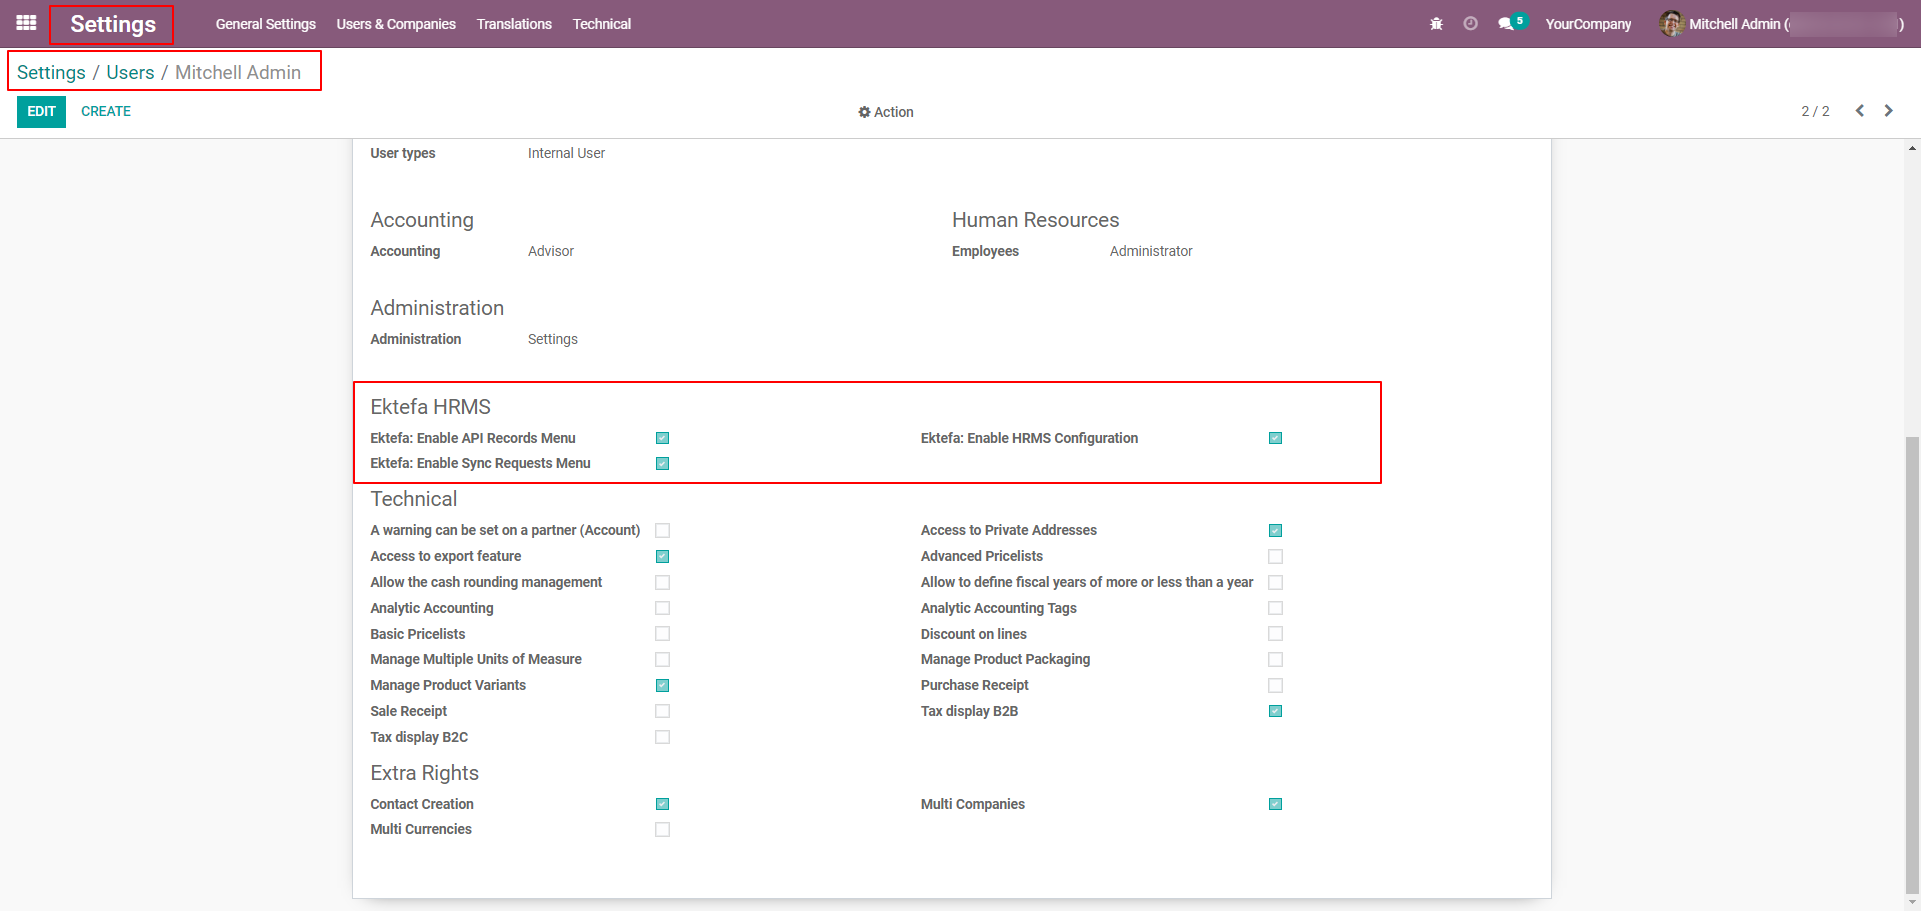 Settings General Settings Users & Companies Translations Technical 5 YourCompany Mitchell Admin ( )
Settings / Users / Mitchell Admin
EDIT CREATE Action 2 / 2
User types Internal User
Accounting Human Resources
Accounting Advisor Employees Administrator
Administration
Administration Settings
Ektefa HRMS
Ektefa: Enable API Records Menu Ektefa: Enable HRMS Configuration
Ektefa: Enable Sync Requests Menu
Technical
A warning can be set on a partner (Account) Access to Private Addresses
Access to export feature Advanced Pricelists
Allow the cash rounding management Allow to define fiscal years of more or less than a year
Analytic Accounting Analytic Accounting Tags
Basic Pricelists Discount on lines
Manage Multiple Units of Measure Manage Product Packaging
Manage Product Variants Purchase Receipt
Sale Receipt Tax display B2B
Tax display B2C
Extra Rights
Contact Creation Multi Companies
Multi Currencies